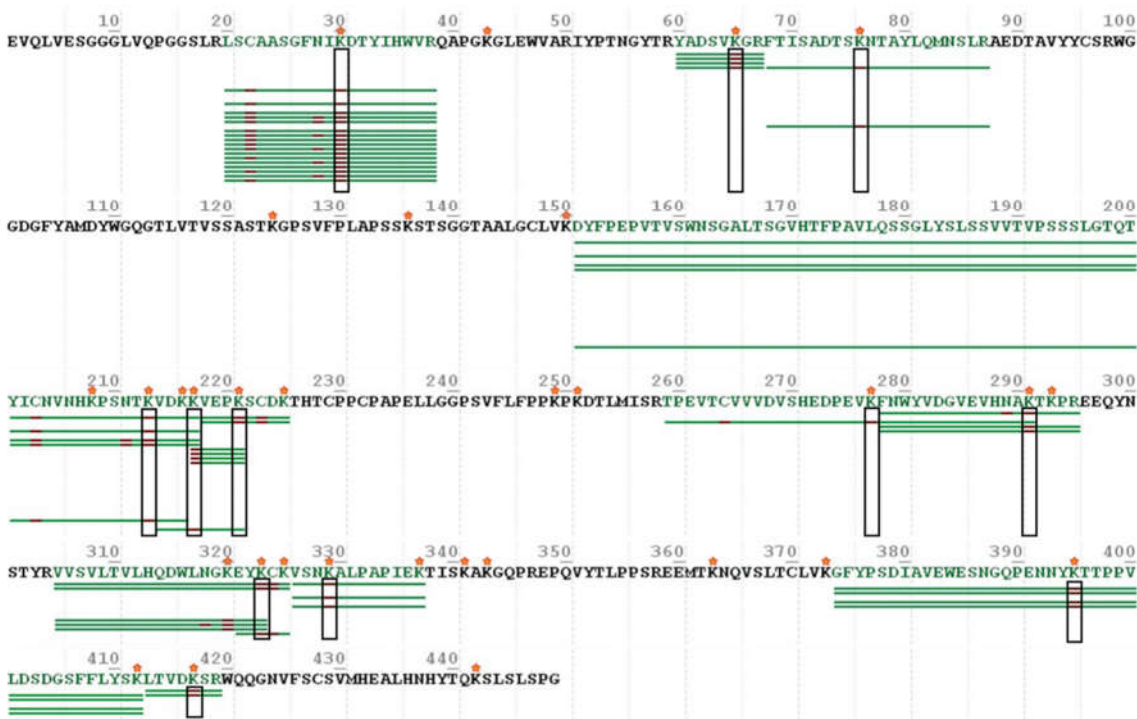 10 20 30 40 50 60 70 80 90 100
EVQLVESGGGLVQPGGSLRLSCAASGFNIKDTYIHWVRQAPGKGLEWVARIYPTNGYTRYADSVKGRFTISADTSKNTAYLQMNSLRAEDTAVYYCSRWG
110 120 130 140 150 160 170 180 190 200
GDGFYAMDYWGQGTLVTVSSASTKGPSVFPLAPSSKSTSGGTAALGCLVKDYFPEPVTVSWNSGALTSGVHTFPAVLQSSGLYSLSSVVTVPSSSLGTQT
210 220 230 240 250 260 270 280 290 300
YICNVNHKPSNTKVDKKVEPKSCDKTHTCPPCPAPELLGGPSVFLFPPKPKDTLMISRTPEVTCVVVDVSHEDPEVKFNWYVDGVEVHNAKTKPREEQYN
310 320 330 340 350 360 370 380 390 400
STYRVVSVLTVLHQDWLNGKEYKCKVSNKALPAPIEKTISKAKGQPREPQVYTLPPSREEMTKNQVSLTCLVKGFYPSDIAVEWESNGQPENNYKTTPPV
410 420 430 440
LDSDGSFFLYSKLTVDKSRWQQGNVFSCSVMHEALHNHYTQKSLSLSPG